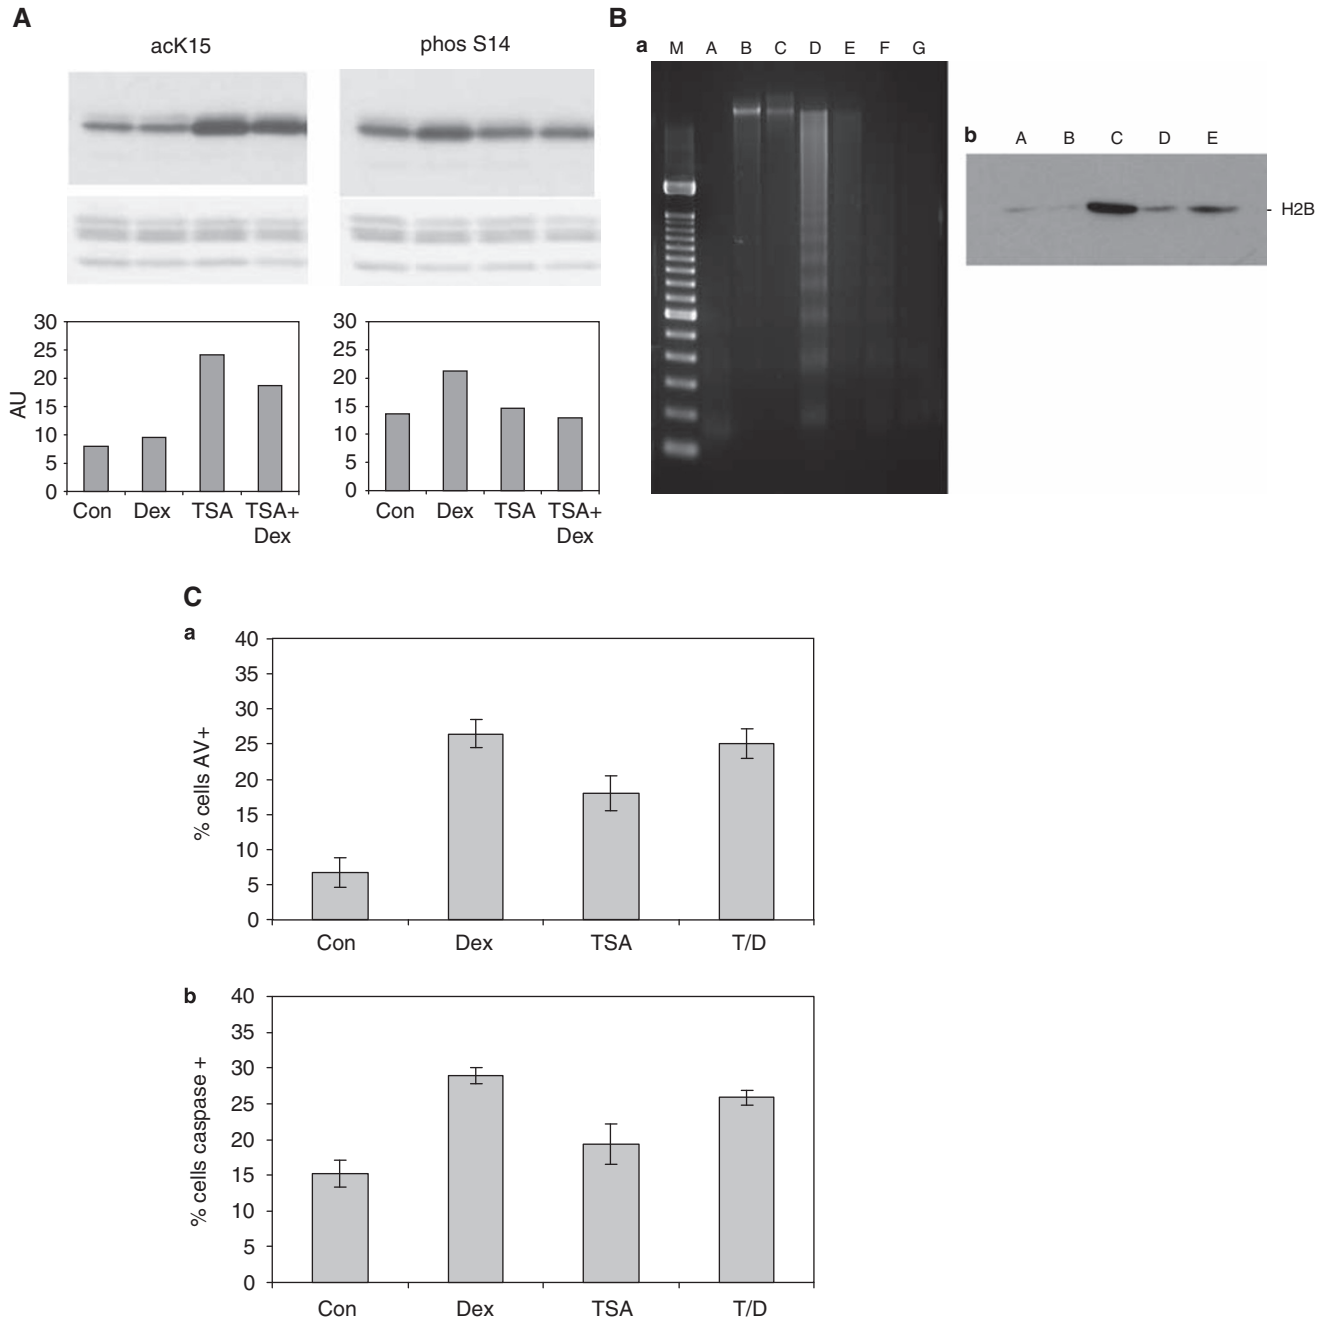 A
acK15
phos S14
AU
30
25
20
15
10
5
0
Con Dex TSA TSA+
Dex
30
25
20
15
10
5
0
Con Dex TSA TSA+
Dex
B
a M A B C D E F G
b A B C D E
- H2B
C
a
% cells AV+
40
35
30
25
20
15
10
5
0
Con Dex TSA T/D
b
% cells caspase +
40
35
30
25
20
15
10
5
0
Con Dex TSA T/D